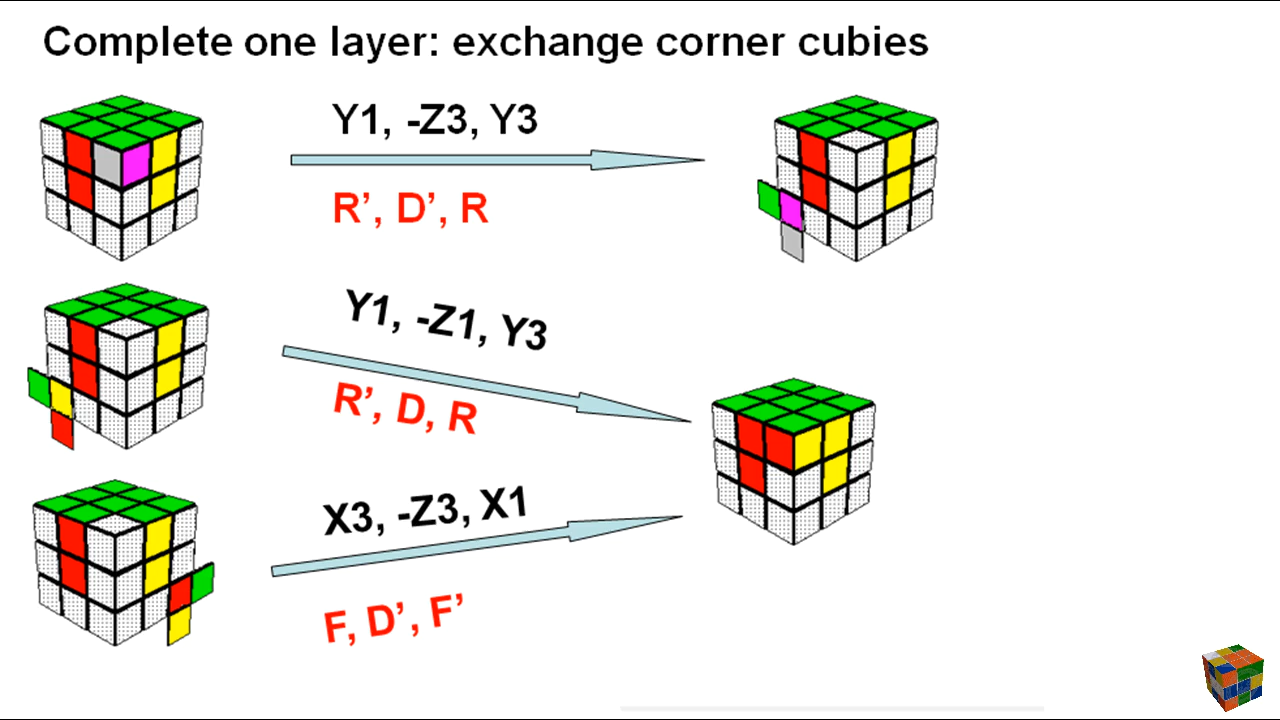 Complete one layer: exchange corner cubies
Y1, -Z3, Y3
R’, D’, R
Y1, -Z1, Y3
R’, D, R
X3, -Z3, X1
F, D’, F’